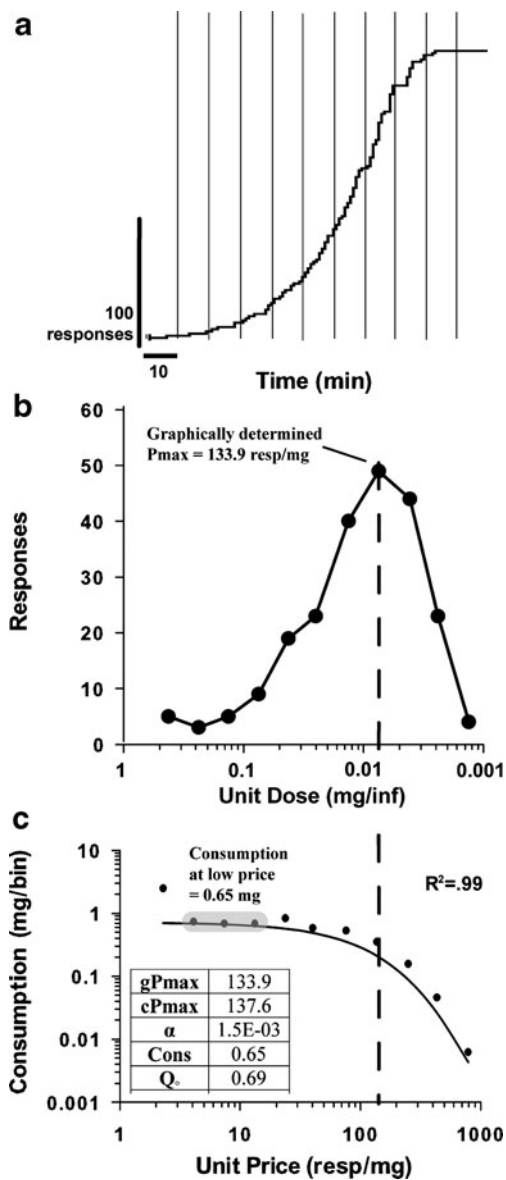 a
100
responses
10
Time (min)
b
60
50
40
30
20
10
0
Responses
Graphically determined
Pmax = 133.9 resp/mg
1 0.1 0.01 0.001
Unit Dose (mg/inf)
c
10
1
0.1
0.01
0.001
Consumption (mg/bin)
Consumption
at low price
= 0.65 mg
R²=.99
gPmax 133.9
cPmax 137.6
α 1.5E-03
Cons 0.65
Q₀ 0.69
1 10 100 1000
Unit Price (resp/mg)